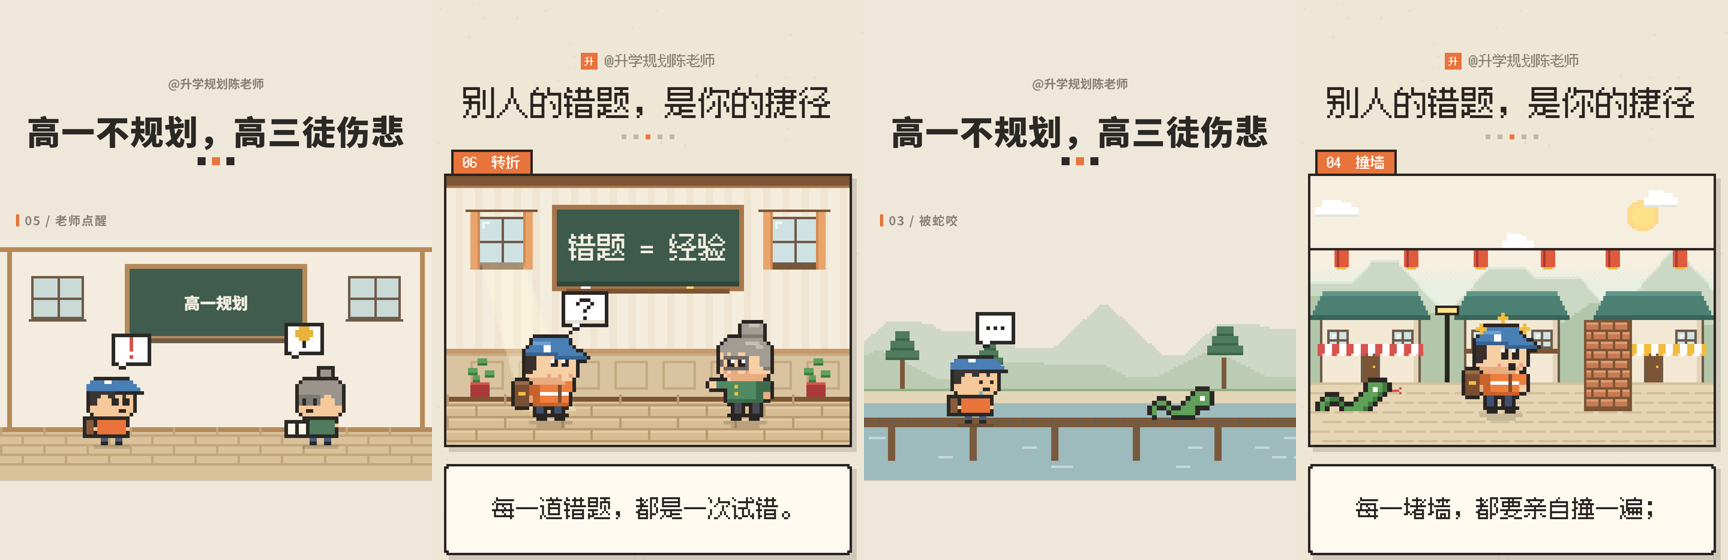 @升学规划陈老师
高一不规划，高三徒伤悲
05 / 老师点醒
高一规划
!
升 @升学规划陈老师
别人的错题，是你的捷径
06 转折
错题 = 经验
?
每一道错题，都是一次试错。
@升学规划陈老师
高一不规划，高三徒伤悲
03 / 被蛇咬
...
升 @升学规划陈老师
别人的错题，是你的捷径
04 撞墙
每一堵墙，都要亲自撞一遍；